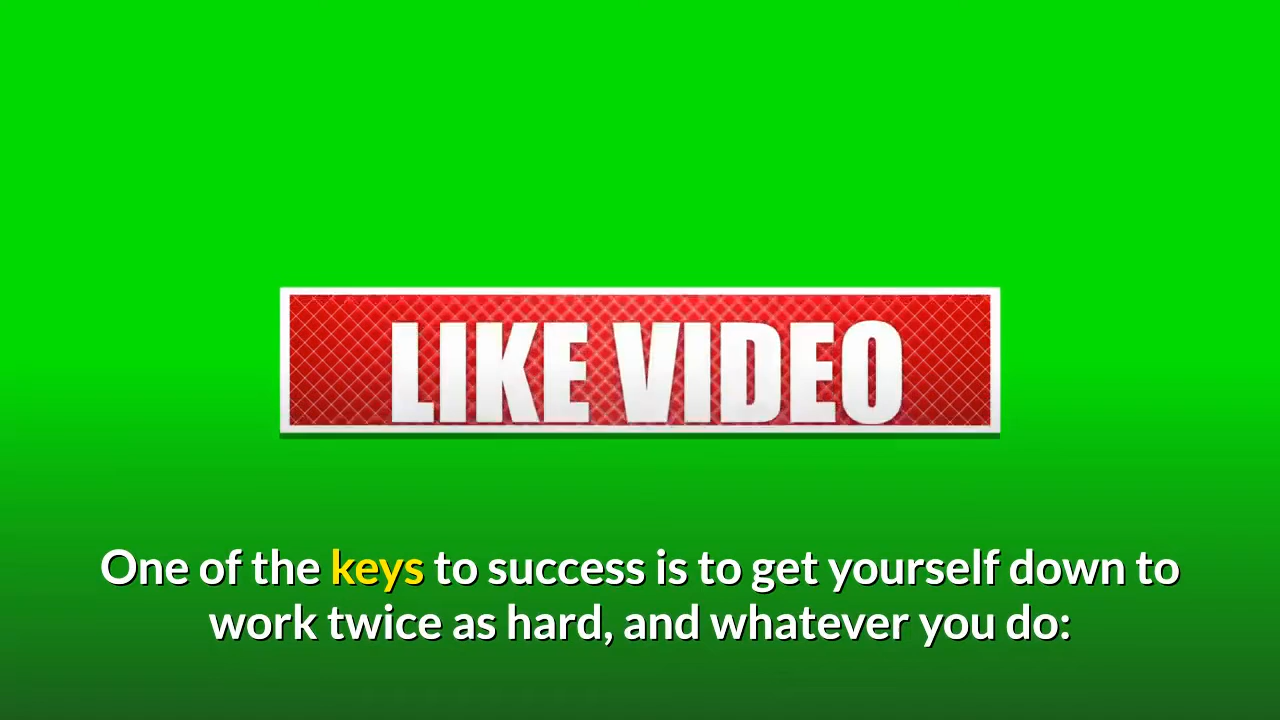 LIKE VIDEO
One of the keys to success is to get yourself down to
work twice as hard, and whatever you do: